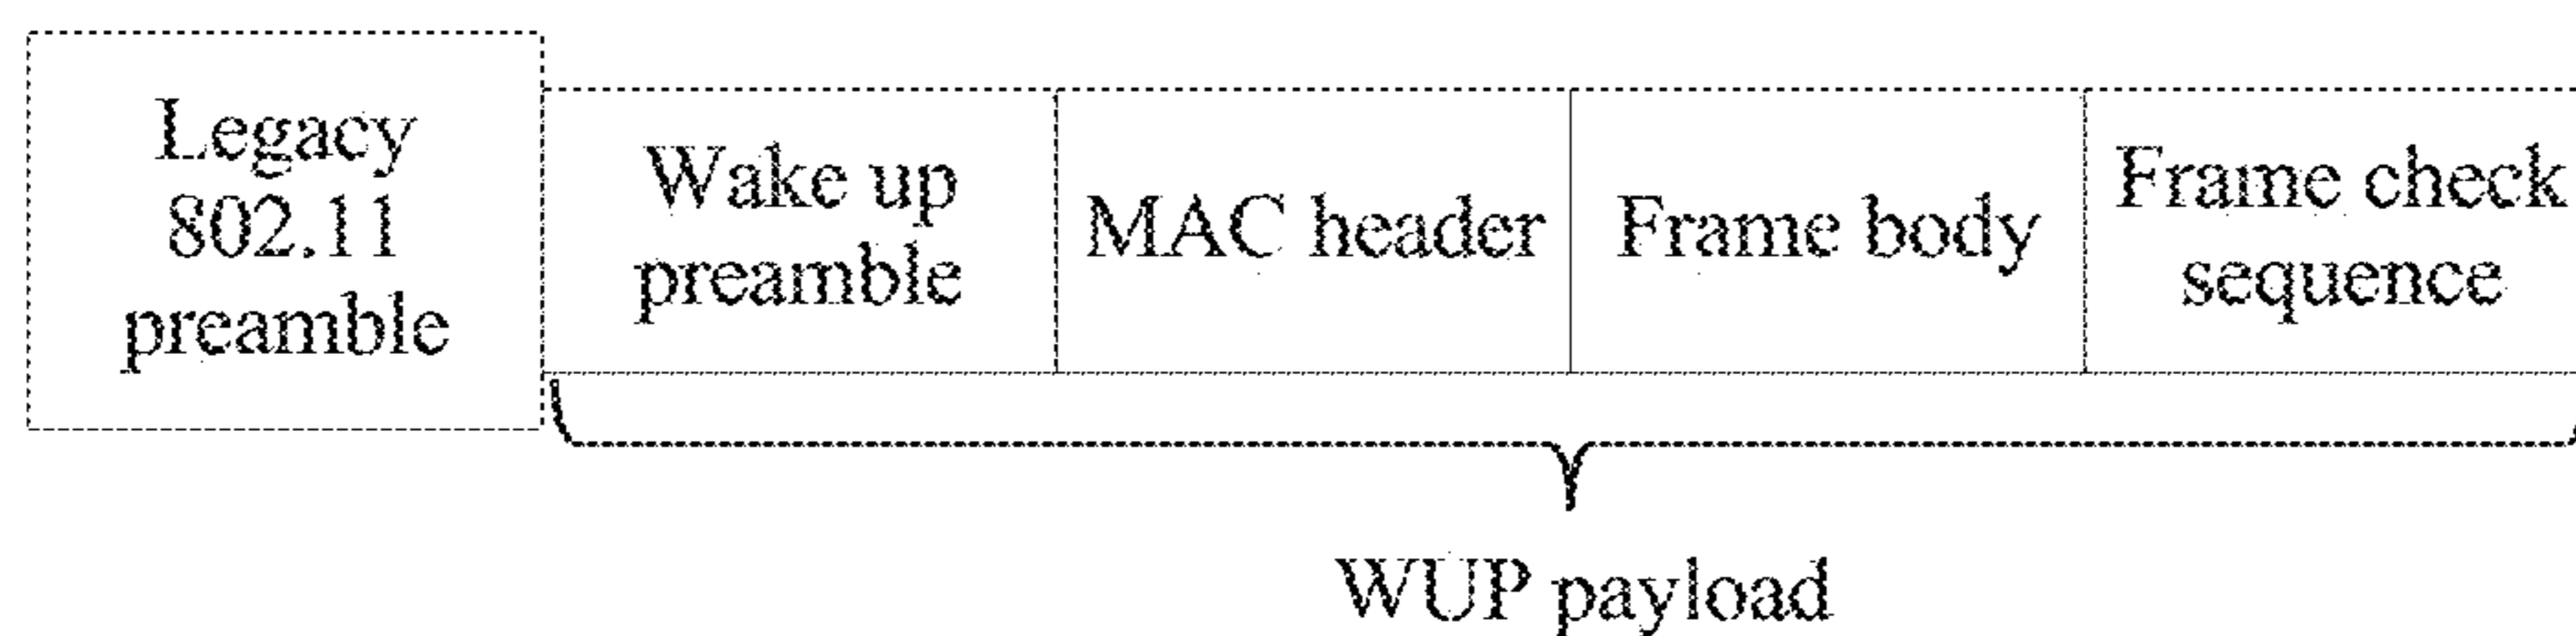 Legacy
802.11
preamble
Wake up
preamble
MAC header
Frame body
Frame check
sequence
WUP payload